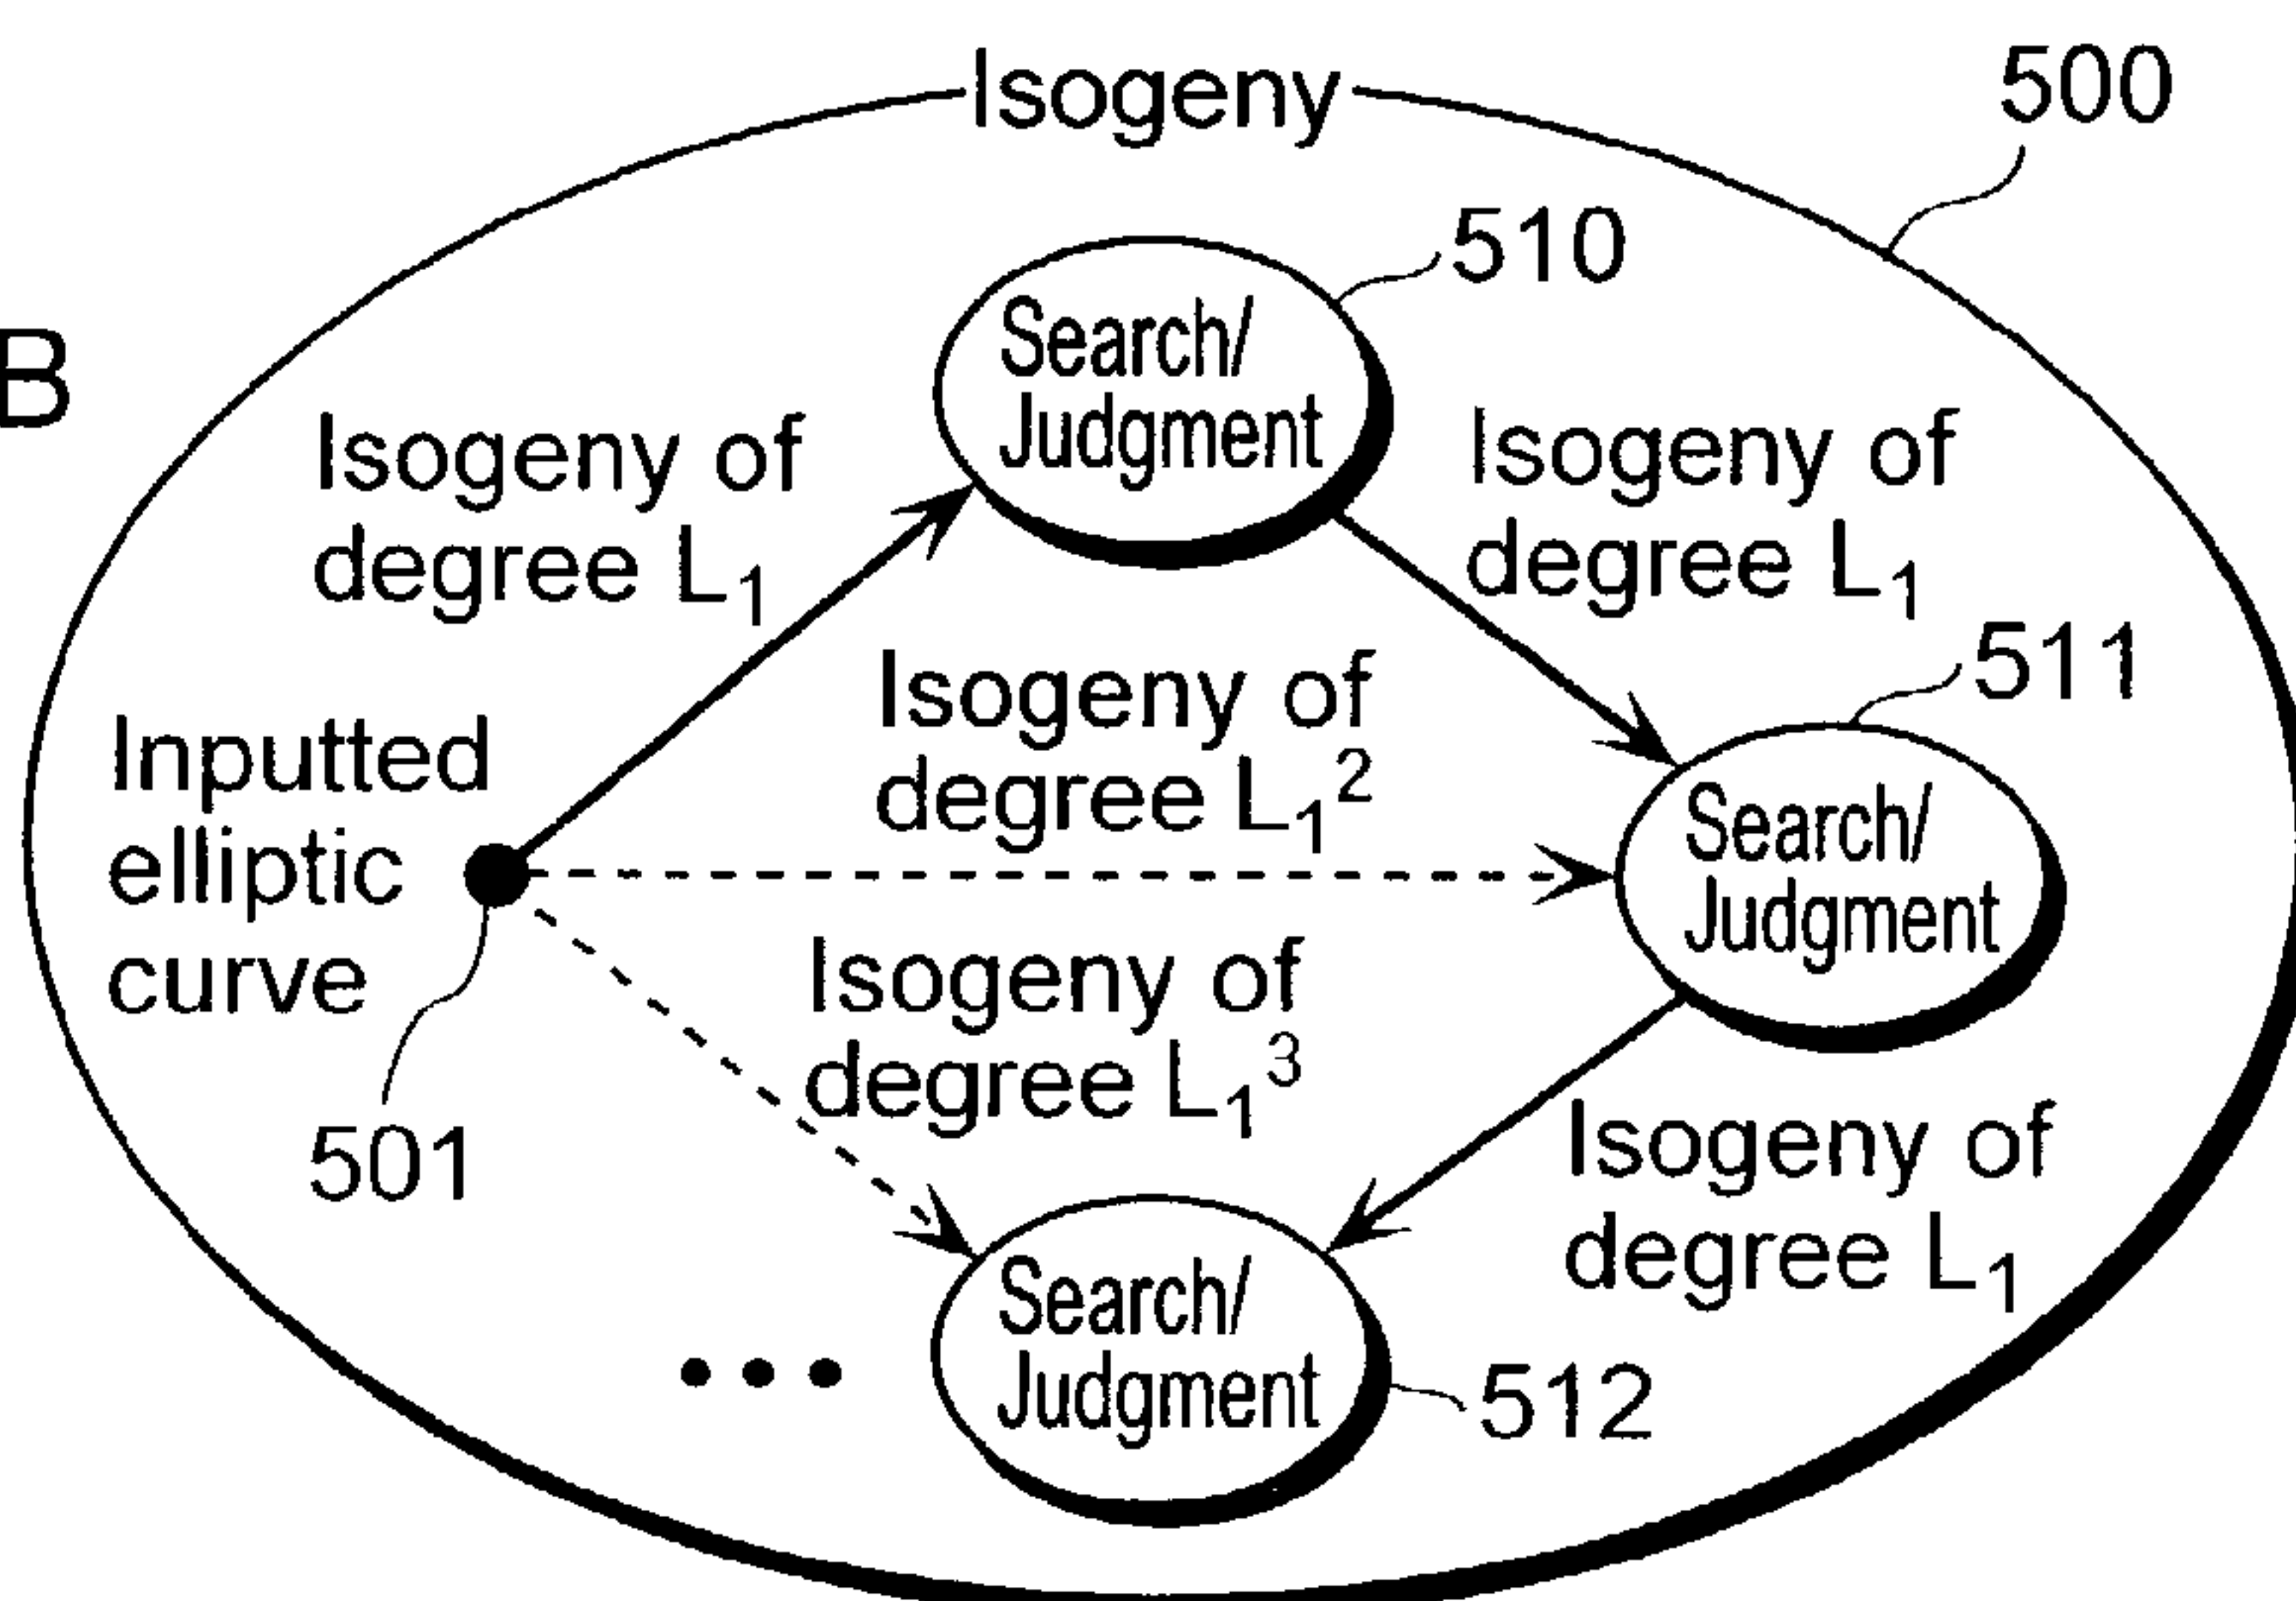 Isogeny
500
510
Search/
Judgment
B
Isogeny of
degree L₁
Isogeny of
degree L₁
511
Isogeny of
degree L₁²
Inputted
elliptic
curve
Search/
Judgment
Isogeny of
degree L₁³
501
Isogeny of
degree L₁
Search/
Judgment
•••
512